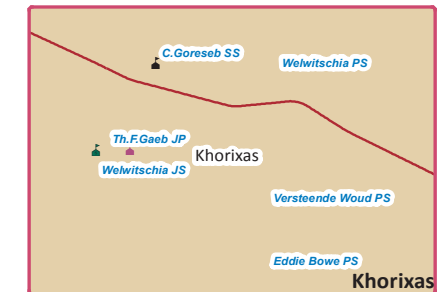 C.Goreseb SS
Welwitschia PS
Th.F.Gaeb JP
Khorixas
Welwitschia JS
Versteende Woud PS
Eddie Bowe PS
Khorixas